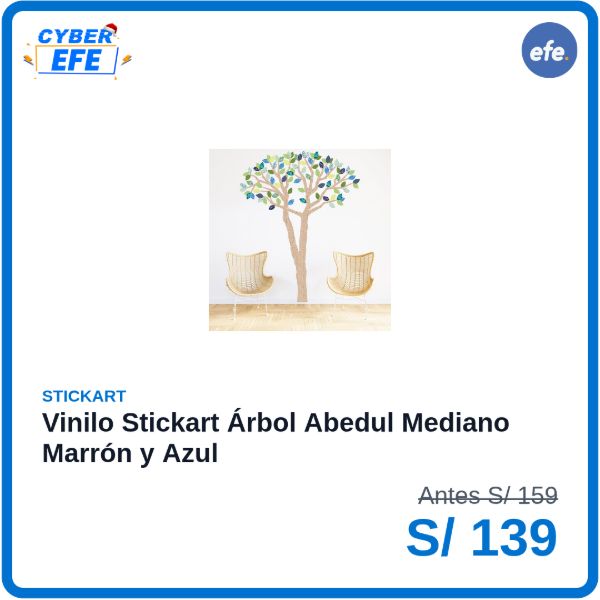 CYBER
EFE
efe.
STICKART
Vinilo Stickart Árbol Abedul Mediano
Marrón y Azul
Antes S/ 159
S/ 139